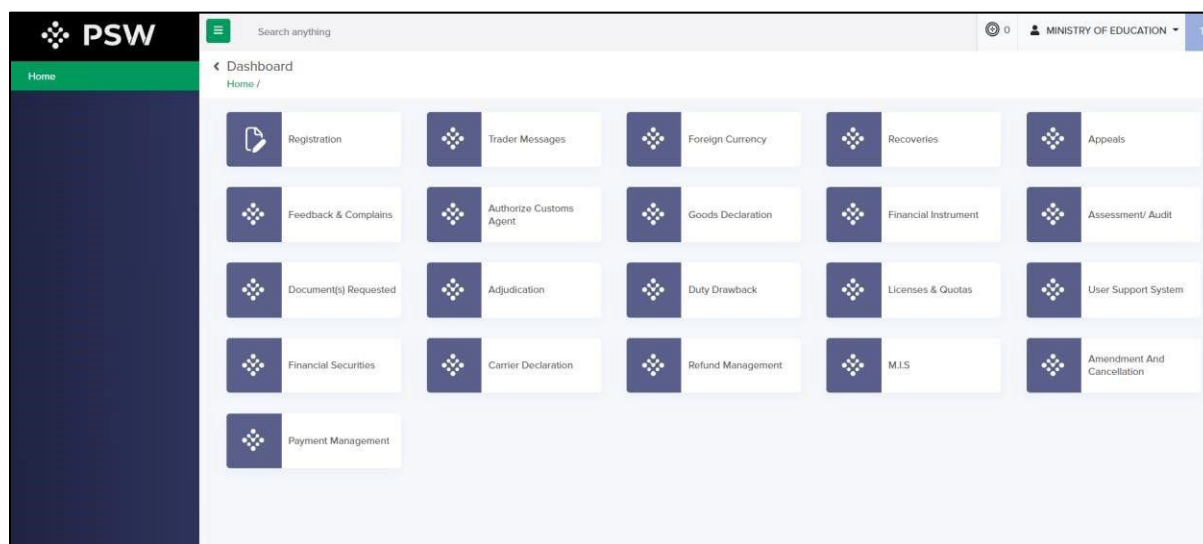 PSW
Search anything
0
MINISTRY OF EDUCATION
Home
Dashboard
Home /
Registration
Trader Messages
Foreign Currency
Recoveries
Appeals
Feedback & Complains
Authorize Customs
Agent
Goods Declaration
Financial Instrument
Assessment/ Audit
Document(s) Requested
Adjudication
Duty Drawback
Licenses & Quotas
User Support System
Financial Securities
Carrier Declaration
Refund Management
M.I.S
Amendment And
Cancellation
Payment Management